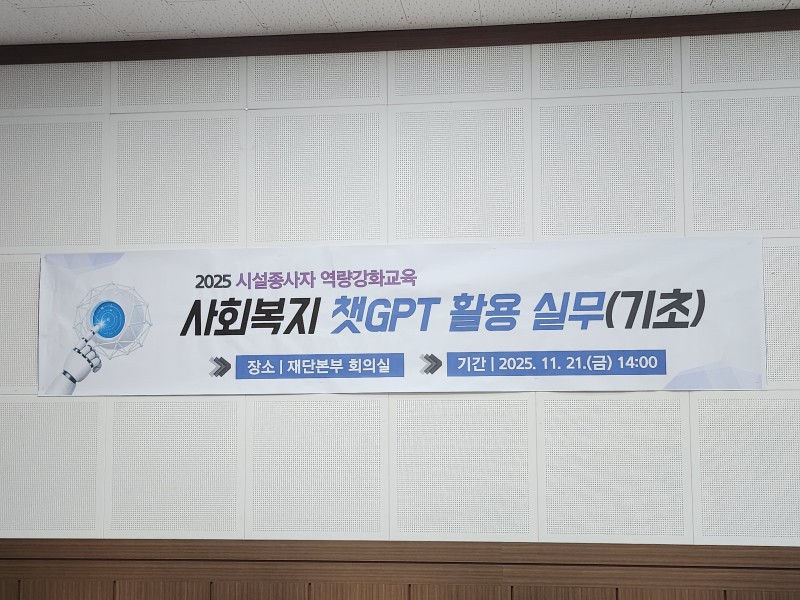 2025 시설종사자 역량강화교육
사회복지 챗GPT 활용 실무(기초)
장소 | 재단본부 회의실
기간 | 2025. 11. 21.(금) 14:00